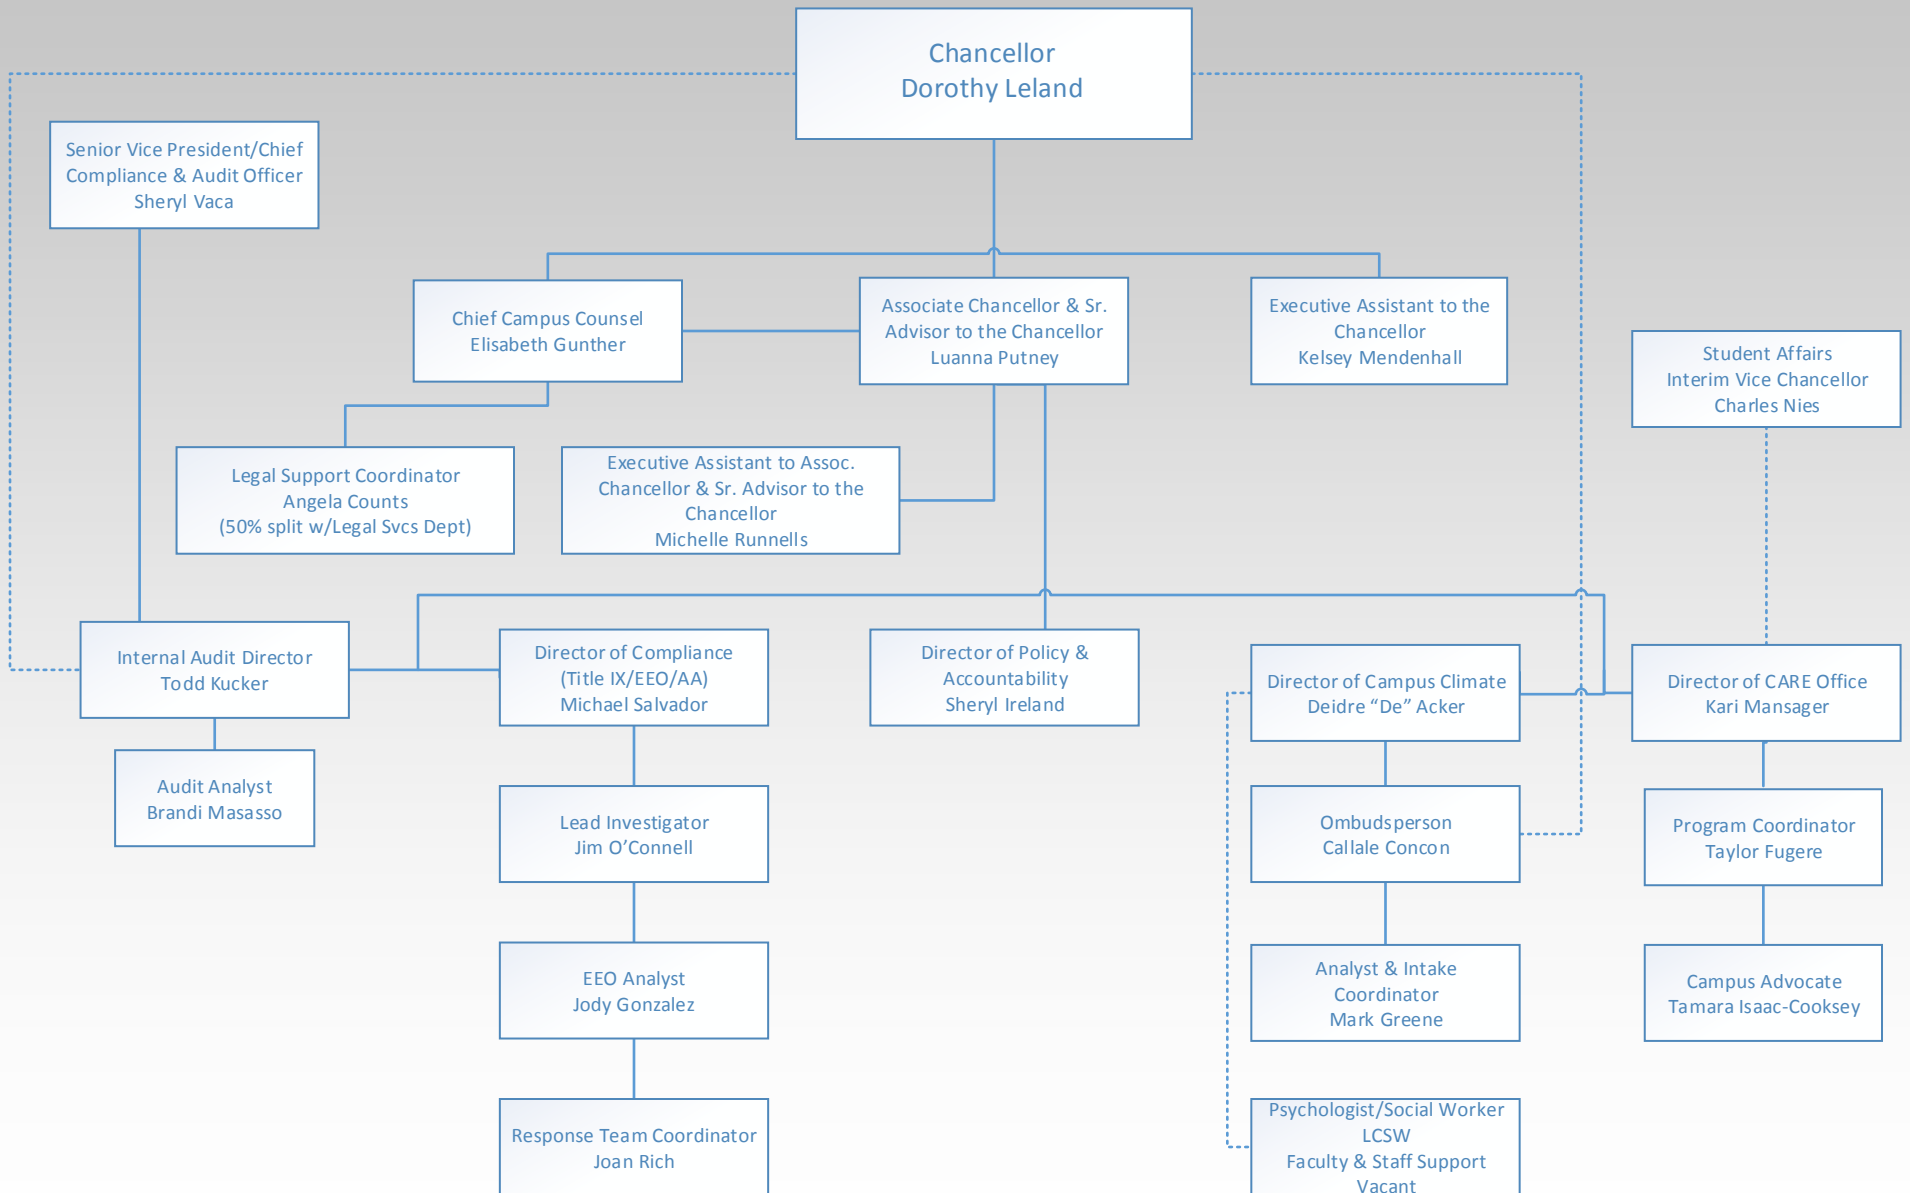 Chancellor
Dorothy Leland
Senior Vice President/Chief
Compliance & Audit Officer
Sheryl Vaca
Chief Campus Counsel
Elisabeth Gunther
Associate Chancellor & Sr.
Advisor to the Chancellor
Luanna Putney
Executive Assistant to the
Chancellor
Kelsey Mendenhall
Student Affairs
Interim Vice Chancellor
Charles Nies
Legal Support Coordinator
Angela Counts
(50% split w/Legal Svcs Dept)
Executive Assistant to Assoc.
Chancellor & Sr. Advisor to the
Chancellor
Michelle Runnells
Internal Audit Director
Todd Kucker
Director of Compliance
(Title IX/EEO/AA)
Michael Salvador
Director of Policy &
Accountability
Sheryl Ireland
Director of Campus Climate
Deidre “De” Acker
Director of CARE Office
Kari Mansager
Audit Analyst
Brandi Masasso
Lead Investigator
Jim O’Connell
Ombudsperson
Callale Concon
Program Coordinator
Taylor Fugere
EEO Analyst
Jody Gonzalez
Analyst & Intake
Coordinator
Mark Greene
Campus Advocate
Tamara Isaac-Cooksey
Response Team Coordinator
Joan Rich
Psychologist/Social Worker
LCSW
Faculty & Staff Support
Vacant